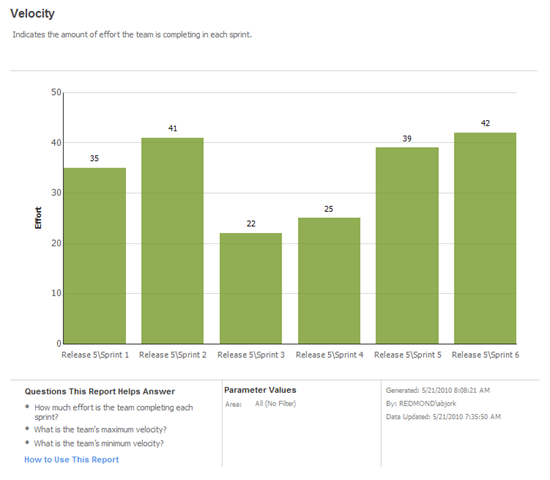 Velocity
Indicates the amount of effort the team is completing in each sprint.
50
40
30
20
10
0
Effort
35
41
22
25
39
42
Release 5\Sprint 1
Release 5\Sprint 2
Release 5\Sprint 3
Release 5\Sprint 4
Release 5\Sprint 5
Release 5\Sprint 6
Questions This Report Helps Answer
How much effort is the team completing each
sprint?
What is the team's maximum velocity?
What is the team's minimum velocity?
How to Use This Report
Parameter Values
Area: All (No Filter)
Generated: 5/21/2010 8:08:21 AM
By: REDMOND\abjork
Data Updated: 5/21/2010 7:35:50 AM